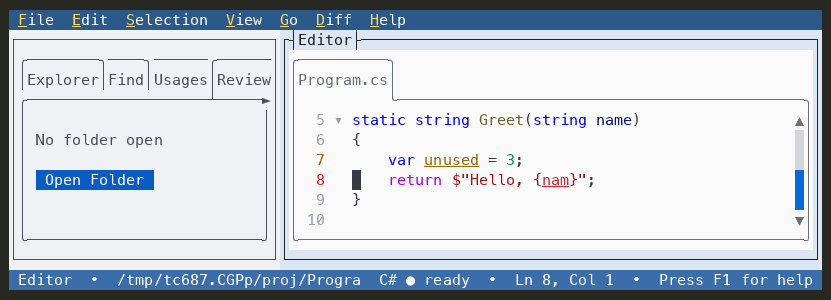 File Edit Selection View Go Diff Help
Editor
Explorer Find Usages Review
Program.cs
No folder open
Open Folder
5 ▾ static string Greet(string name)
6 {
7 var unused = 3;
8 return $"Hello, {nam}";
9 }
10
Editor • /tmp/tc687.CGPp/proj/Progra C# ● ready • Ln 8, Col 1 • Press F1 for help